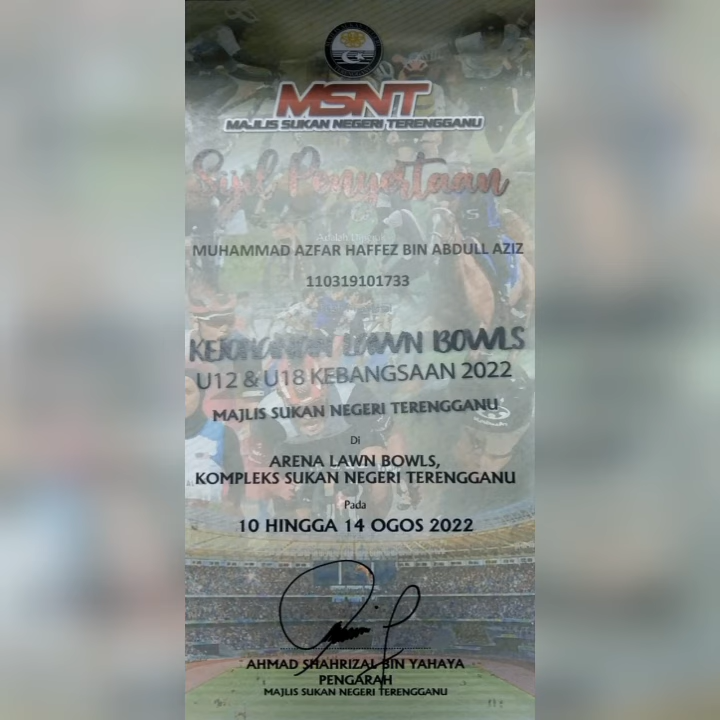 MSNT
MAJLIS SUKAN NEGERI TERENGGANU
Sijil Penyertaan
MUHAMMAD AZFAR HAFFEZ BIN ABDULL AZIZ
110319101733
KEJOHANAN LAWN BOWLS
U12 & U18 KEBANGSAAN 2022
MAJLIS SUKAN NEGERI TERENGGANU
Di
ARENA LAWN BOWLS,
KOMPLEKS SUKAN NEGERI TERENGGANU
Pada
10 HINGGA 14 OGOS 2022
AHMAD SHAHRIZAL BIN YAHAYA
PENGARAH
MAJLIS SUKAN NEGERI TERENGGANU